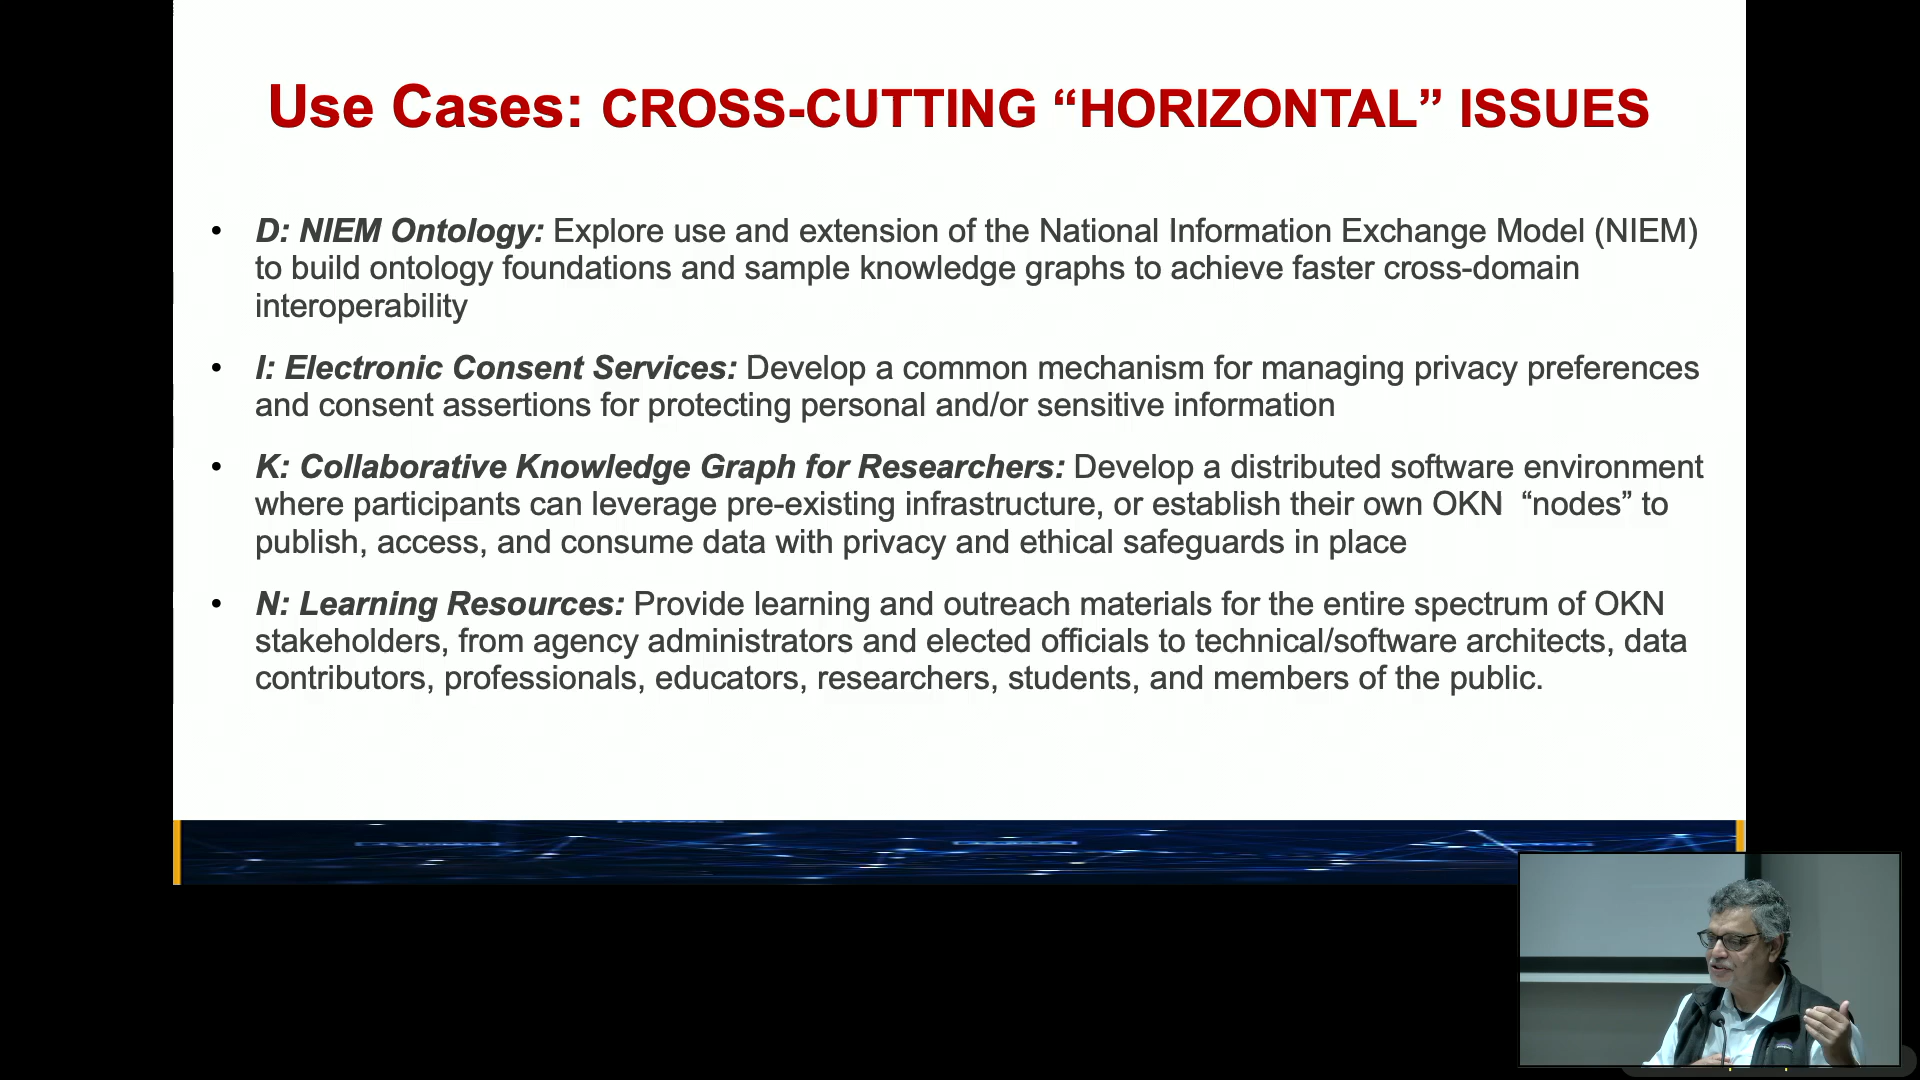 Use Cases: CROSS-CUTTING “HORIZONTAL” ISSUES
• D: NIEM Ontology: Explore use and extension of the National Information Exchange Model (NIEM)
to build ontology foundations and sample knowledge graphs to achieve faster cross-domain
interoperability
• I: Electronic Consent Services: Develop a common mechanism for managing privacy preferences
and consent assertions for protecting personal and/or sensitive information
• K: Collaborative Knowledge Graph for Researchers: Develop a distributed software environment
where participants can leverage pre-existing infrastructure, or establish their own OKN “nodes” to
publish, access, and consume data with privacy and ethical safeguards in place
• N: Learning Resources: Provide learning and outreach materials for the entire spectrum of OKN
stakeholders, from agency administrators and elected officials to technical/software architects, data
contributors, professionals, educators, researchers, students, and members of the public.